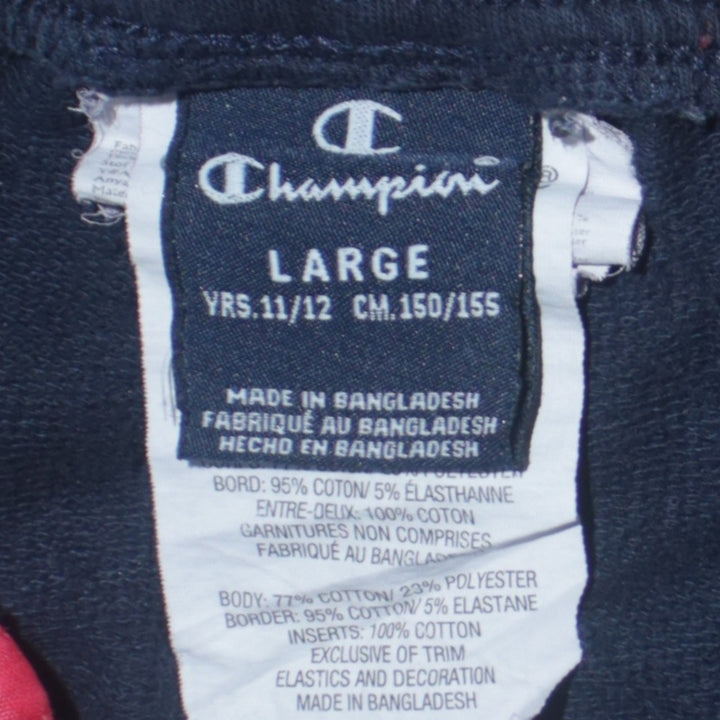 Champion
LARGE
YRS.11/12 CM.150/155
MADE IN BANGLADESH
FABRIQUÉ AU BANGLADESH
HECHO EN BANGLADESH
BORD: 95% COTON/ 5% ÉLASTHANNE
ENTRE-DEUX: 100% COTON
GARNITURES NON COMPRISES
FABRIQUÉ AU
BODY: 77% COTTON/ 23% POLYESTER
BORDER: 95% COTTON/ 5% ELASTANE
INSERTS: 100% COTTON
EXCLUSIVE OF TRIM
ELASTICS AND DECORATION
MADE IN BANGLADESH